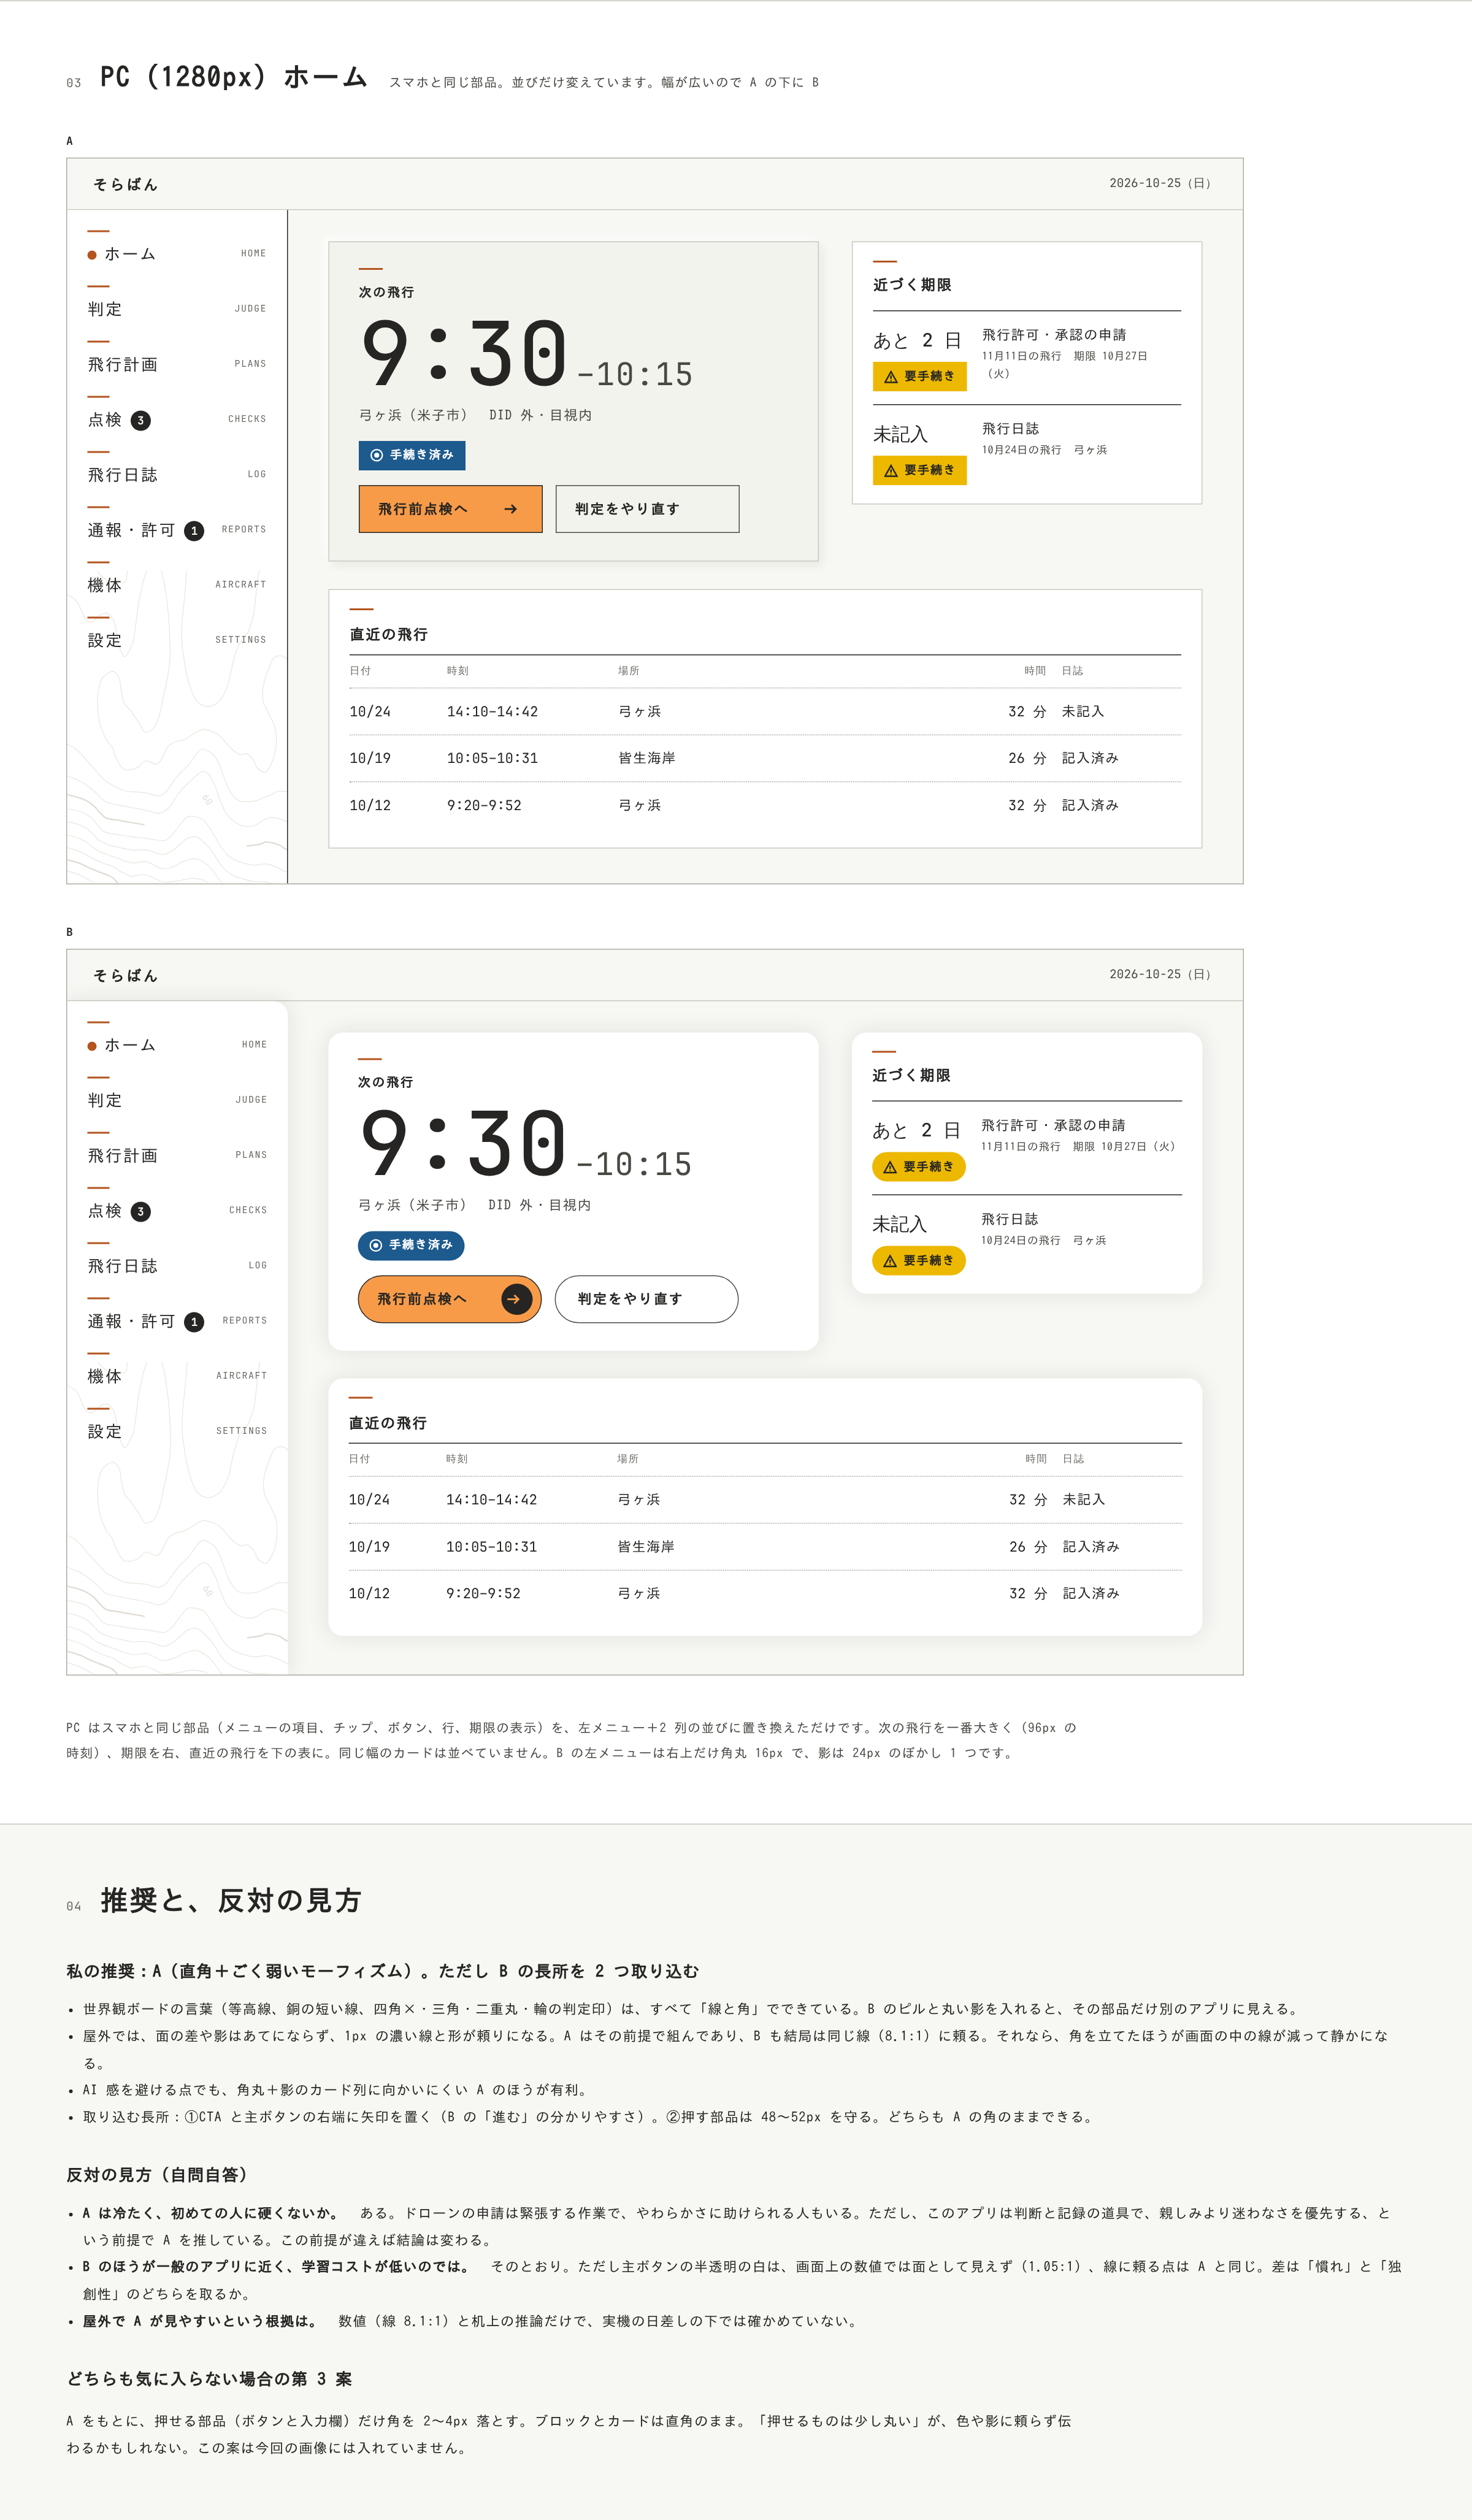 03 PC（1280px）ホーム スマホと同じ部品。並びだけ変えています。幅が広いので A の下に B
A
そらばん 2026-10-25（日）
ホーム HOME
判定 JUDGE
飛行計画 PLANS
点検 3 CHECKS
飛行日誌 LOG
通報・許可 1 REPORTS
機体 AIRCRAFT
設定 SETTINGS
60
次の飛行
9:30 –10:15
弓ヶ浜（米子市） DID 外・目視内
手続き済み
飛行前点検へ → 判定をやり直す
近づく期限
あと 2 日 飛行許可・承認の申請
11月11日の飛行 期限 10月27日
（火）
要手続き
未記入 飛行日誌
10月24日の飛行 弓ヶ浜
要手続き
直近の飛行
日付 時刻 場所 時間 日誌
10/24 14:10–14:42 弓ヶ浜 32 分 未記入
10/19 10:05–10:31 皆生海岸 26 分 記入済み
10/12 9:20–9:52 弓ヶ浜 32 分 記入済み
B
そらばん 2026-10-25（日）
ホーム HOME
判定 JUDGE
飛行計画 PLANS
点検 3 CHECKS
飛行日誌 LOG
通報・許可 1 REPORTS
機体 AIRCRAFT
設定 SETTINGS
60
次の飛行
9:30 –10:15
弓ヶ浜（米子市） DID 外・目視内
手続き済み
飛行前点検へ → 判定をやり直す
近づく期限
あと 2 日 飛行許可・承認の申請
11月11日の飛行 期限 10月27日（火）
要手続き
未記入 飛行日誌
10月24日の飛行 弓ヶ浜
要手続き
直近の飛行
日付 時刻 場所 時間 日誌
10/24 14:10–14:42 弓ヶ浜 32 分 未記入
10/19 10:05–10:31 皆生海岸 26 分 記入済み
10/12 9:20–9:52 弓ヶ浜 32 分 記入済み
PC はスマホと同じ部品（メニューの項目、チップ、ボタン、行、期限の表示）を、左メニュー＋2 列の並びに置き換えただけです。次の飛行を一番大きく（96px の
時刻）、期限を右、直近の飛行を下の表に。同じ幅のカードは並べていません。B の左メニューは右上だけ角丸 16px で、影は 24px のぼかし 1 つです。
04 推奨と、反対の見方
私の推奨：A（直角＋ごく弱いモーフィズム）。ただし B の長所を 2 つ取り込む
• 世界観ボードの言葉（等高線、銅の短い線、四角×・三角・二重丸・輪の判定印）は、すべて「線と角」でできている。B のピルと丸い影を入れると、その部品だけ別のアプリに見える。
• 屋外では、面の差や影はあてにならず、1px の濃い線と形が頼りになる。A はその前提で組んであり、B も結局は同じ線（8.1:1）に頼る。それなら、角を立てたほうが画面の中の線が減って静かにな
る。
• AI 感を避ける点でも、角丸＋影のカード列に向かいにくい A のほうが有利。
• 取り込む長所：①CTA と主ボタンの右端に矢印を置く（B の「進む」の分かりやすさ）。②押す部品は 48〜52px を守る。どちらも A の角のままできる。
反対の見方（自問自答）
• A は冷たく、初めての人に硬くないか。 ある。ドローンの申請は緊張する作業で、やわらかさに助けられる人もいる。ただし、このアプリは判断と記録の道具で、親しみより迷わなさを優先する、と
いう前提で A を推している。この前提が違えば結論は変わる。
• B のほうが一般のアプリに近く、学習コストが低いのでは。 そのとおり。ただし主ボタンの半透明の白は、画面上の数値では面として見えず（1.05:1）、線に頼る点は A と同じ。差は「慣れ」と「独
創性」のどちらを取るか。
• 屋外で A が見やすいという根拠は。 数値（線 8.1:1）と机上の推論だけで、実機の日差しの下では確かめていない。
どちらも気に入らない場合の第 3 案
A をもとに、押せる部品（ボタンと入力欄）だけ角を 2〜4px 落とす。ブロックとカードは直角のまま。「押せるものは少し丸い」が、色や影に頼らず伝
わるかもしれない。この案は今回の画像には入れていません。